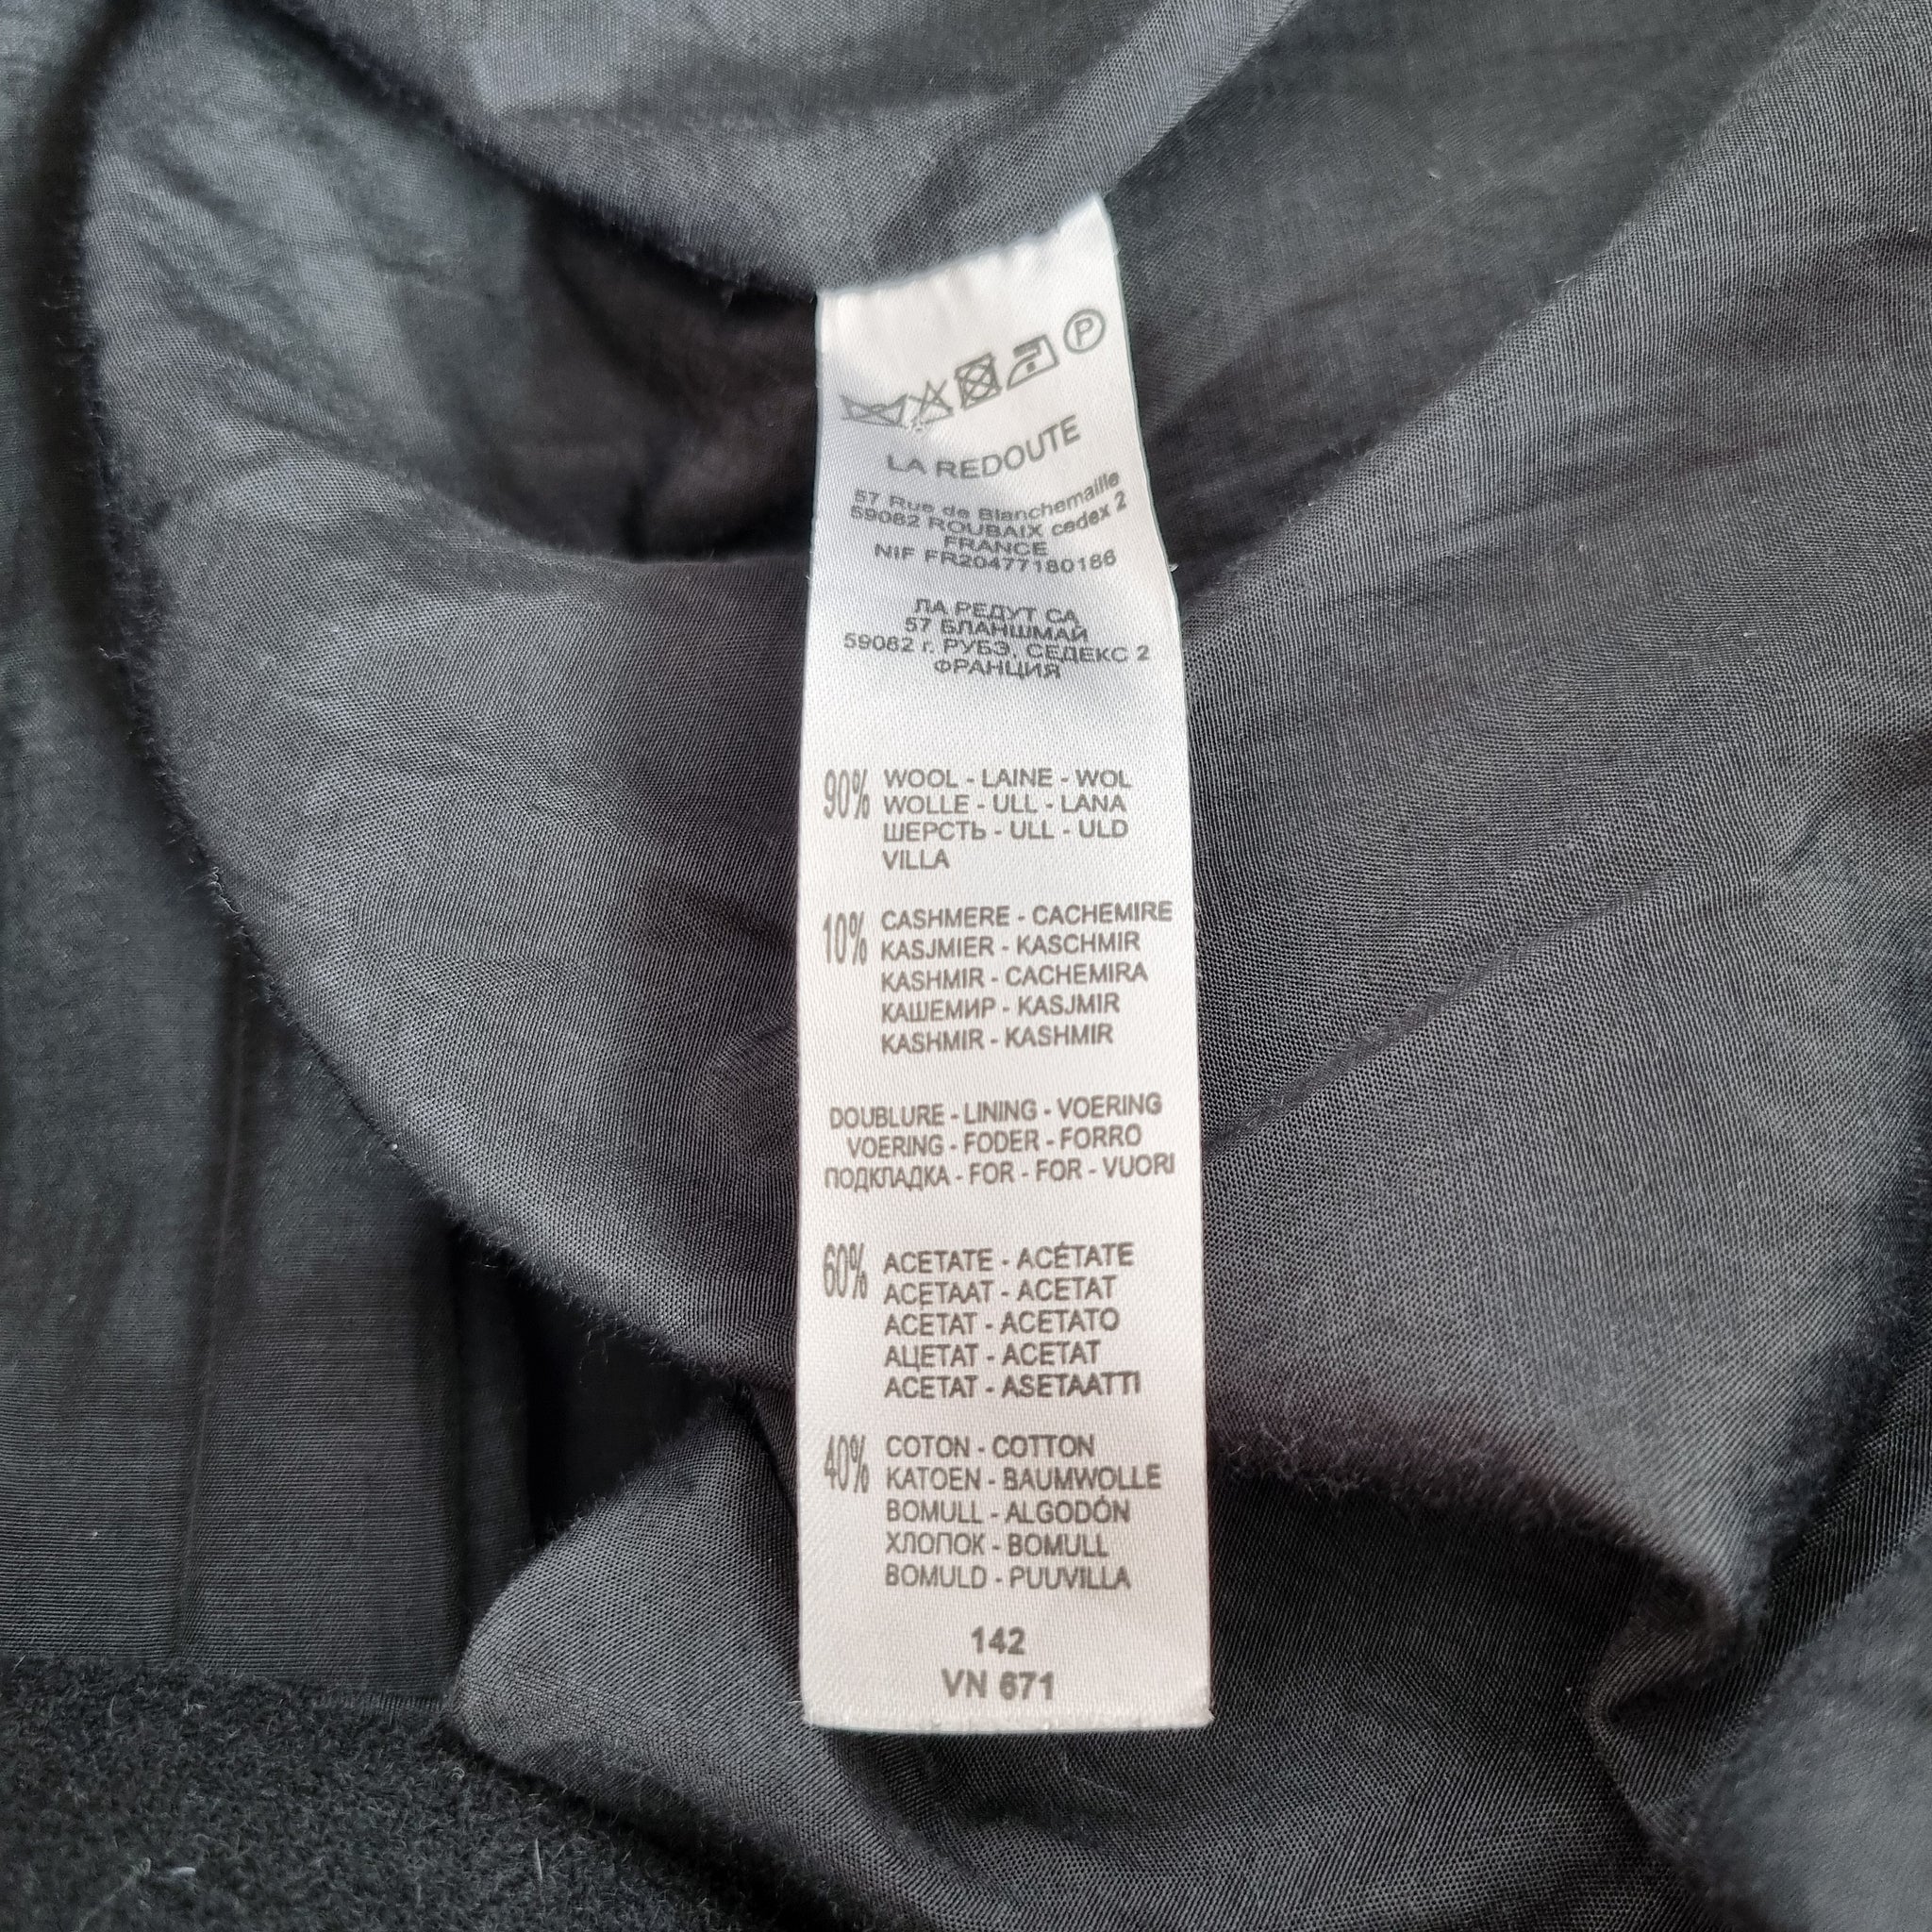 P
LA REDOUTE
57 Rue de Blanchemaille
59082 ROUBAIX cedex 2
FRANCE
NIF FR20477180186
ЛА РЕДУТ СА
57 БЛАНШМАЙ
59082 г. РУБЭ, СЕДЕКС 2
ФРАНЦИЯ
90% WOOL - LAINE - WOL
WOLLE - ULL - LANA
ШЕРСТЬ - ULL - ULD
VILLA
10% CASHMERE - CACHEMIRE
KASJMIER - KASCHMIR
KASHMIR - CACHEMIRA
КАШЕМИР - KASJMIR
KASHMIR - KASHMIR
DOUBLURE - LINING - VOERING
VOERING - FODER - FORRO
ПОДКЛАДКА - FOR - FOR - VUORI
60% ACETATE - ACÉTATE
ACETAAT - ACETAT
ACETAT - ACETATO
АЦЕТАТ - ACETAT
ACETAT - ASETAATTI
40% COTON - COTTON
KATOEN - BAUMWOLLE
BOMULL - ALGODÓN
ХЛОПОК - BOMULL
BOMULD - PUUVILLA
142
VN 671